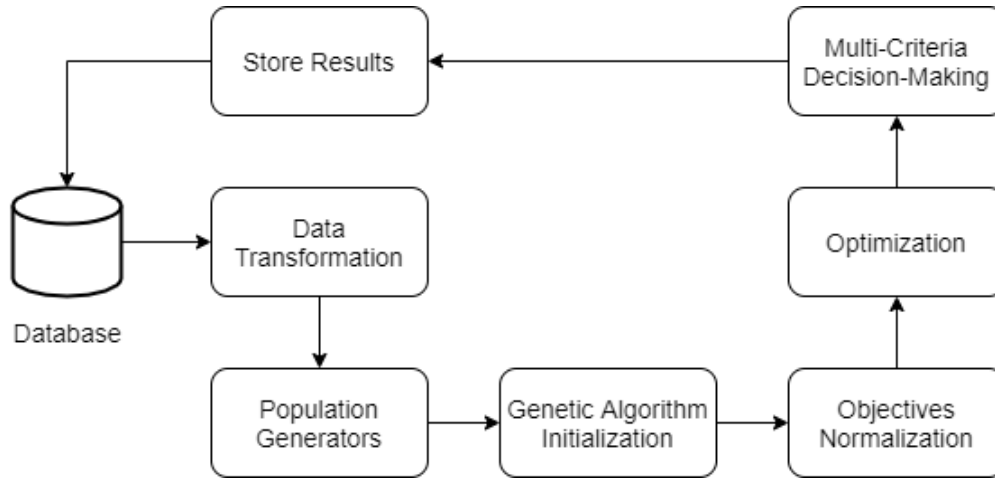 Store Results
Multi-Criteria
Decision-Making
Data
Transformation
Optimization
Database
Population
Generators
Genetic Algorithm
Initialization
Objectives
Normalization